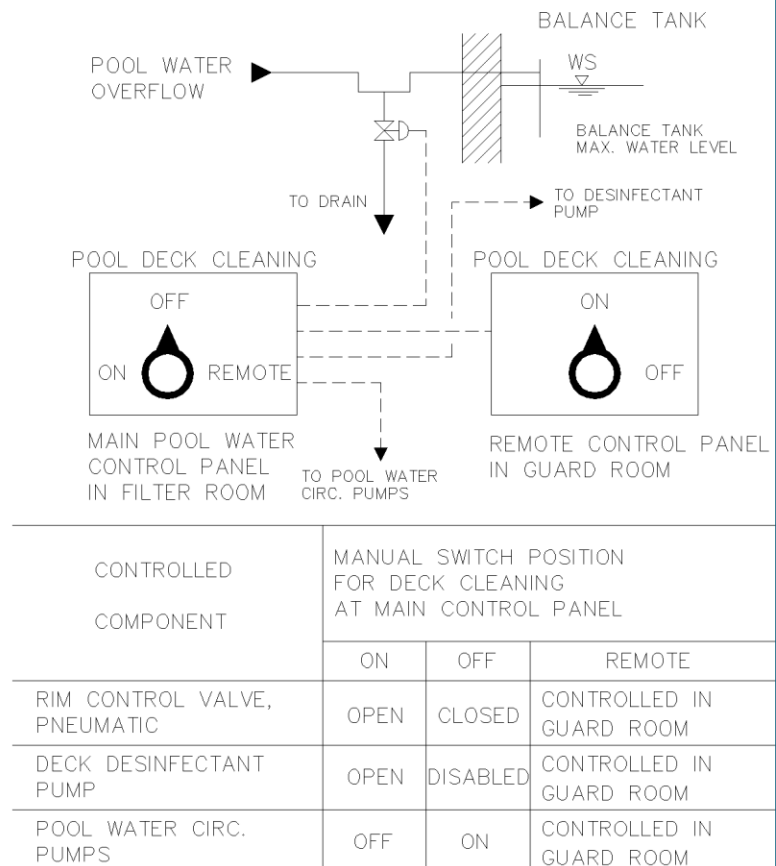 BALANCE TANK
POOL WATER
OVERFLOW
WS
BALANCE TANK
MAX. WATER LEVEL
TO DRAIN
TO DESINFECTANT
PUMP
POOL DECK CLEANING
OFF
ON
REMOTE
MAIN POOL WATER
CONTROL PANEL
IN FILTER ROOM
TO POOL WATER
CIRC. PUMPS
POOL DECK CLEANING
ON
OFF
REMOTE CONTROL PANEL
IN GUARD ROOM
CONTROLLED
COMPONENT
MANUAL SWITCH POSITION
FOR DECK CLEANING
AT MAIN CONTROL PANEL
ON OFF REMOTE
RIM CONTROL VALVE,
PNEUMATIC
OPEN
CLOSED
CONTROLLED IN
GUARD ROOM
DECK DESINFECTANT
PUMP
OPEN
DISABLED
CONTROLLED IN
GUARD ROOM
POOL WATER CIRC.
PUMPS
OFF
ON
CONTROLLED IN
GUARD ROOM